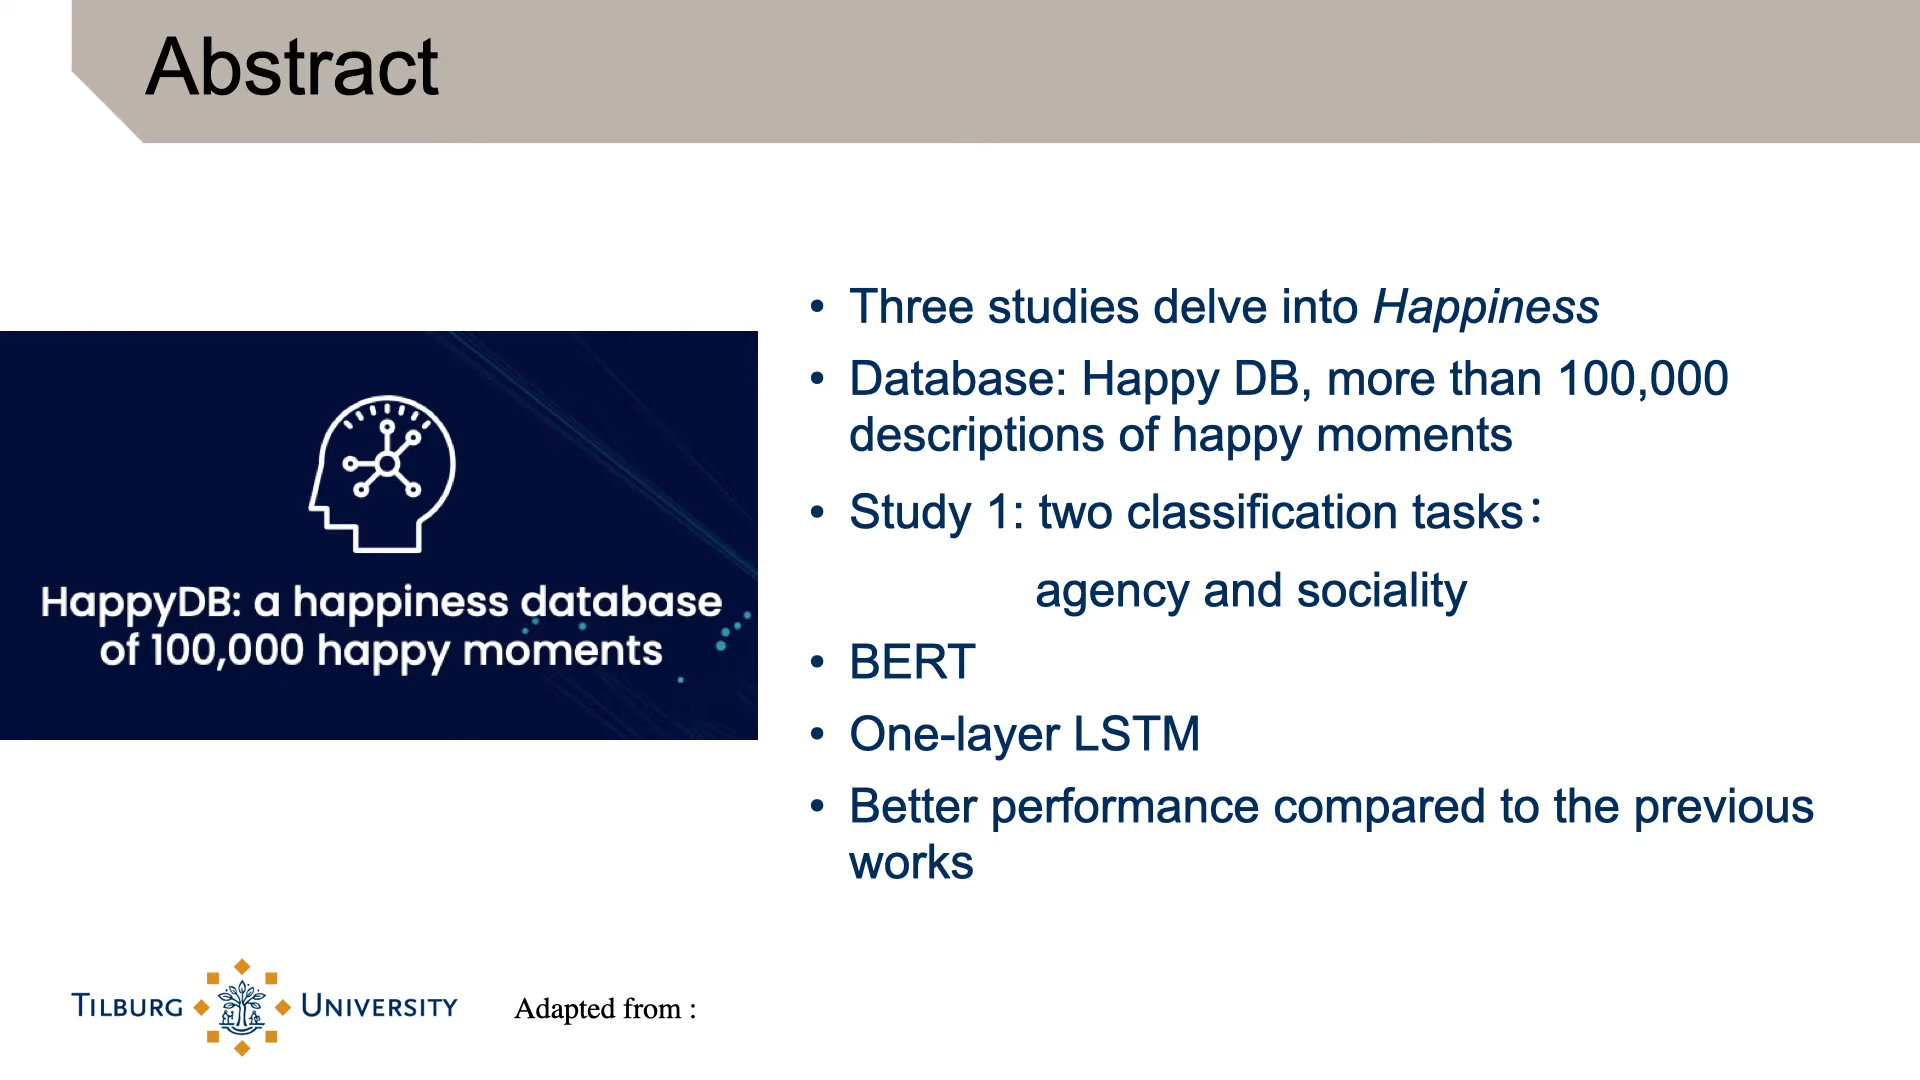 Abstract
HappyDB: a happiness database
of 100,000 happy moments
• Three studies delve into Happiness
• Database: Happy DB, more than 100,000
descriptions of happy moments
• Study 1: two classification tasks：
agency and sociality
• BERT
• One-layer LSTM
• Better performance compared to the previous
works
TILBURG UNIVERSITY
Adapted from :